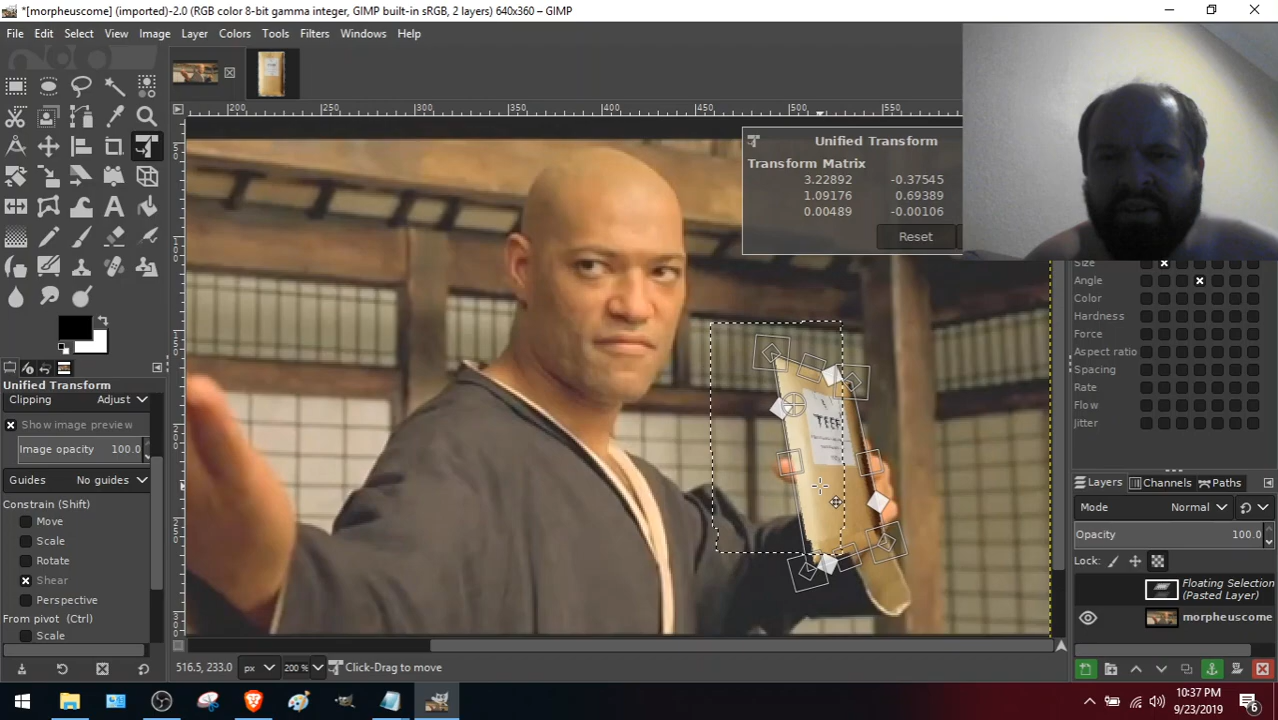 *[morpheuscome] (imported)-2.0 (RGB color 8-bit gamma integer, GIMP built-in sRGB, 2 layers) 640x360 – GIMP
File Edit Select View Image Layer Colors Tools Filters Windows Help
200 250 300 350 400 450 500 550
Unified Transform
Transform Matrix
3.22892 -0.37545
1.09176 0.69389
0.00489 -0.00106
Reset
Size
Angle
Color
Hardness
Force
Aspect ratio
Spacing
Rate
Flow
Jitter
Unified Transform
Clipping Adjust
Show image preview
Image opacity 100.0
Guides No guides
Constrain (Shift)
Move
Scale
Rotate
Shear
Perspective
From pivot (Ctrl)
Scale
TEFF
Layers Channels Paths
Mode Normal
Opacity 100.0
Lock:
Floating Selection
(Pasted Layer)
morpheuscome
516.5, 233.0 px 200 % Click-Drag to move
10:37 PM
9/23/2019
6